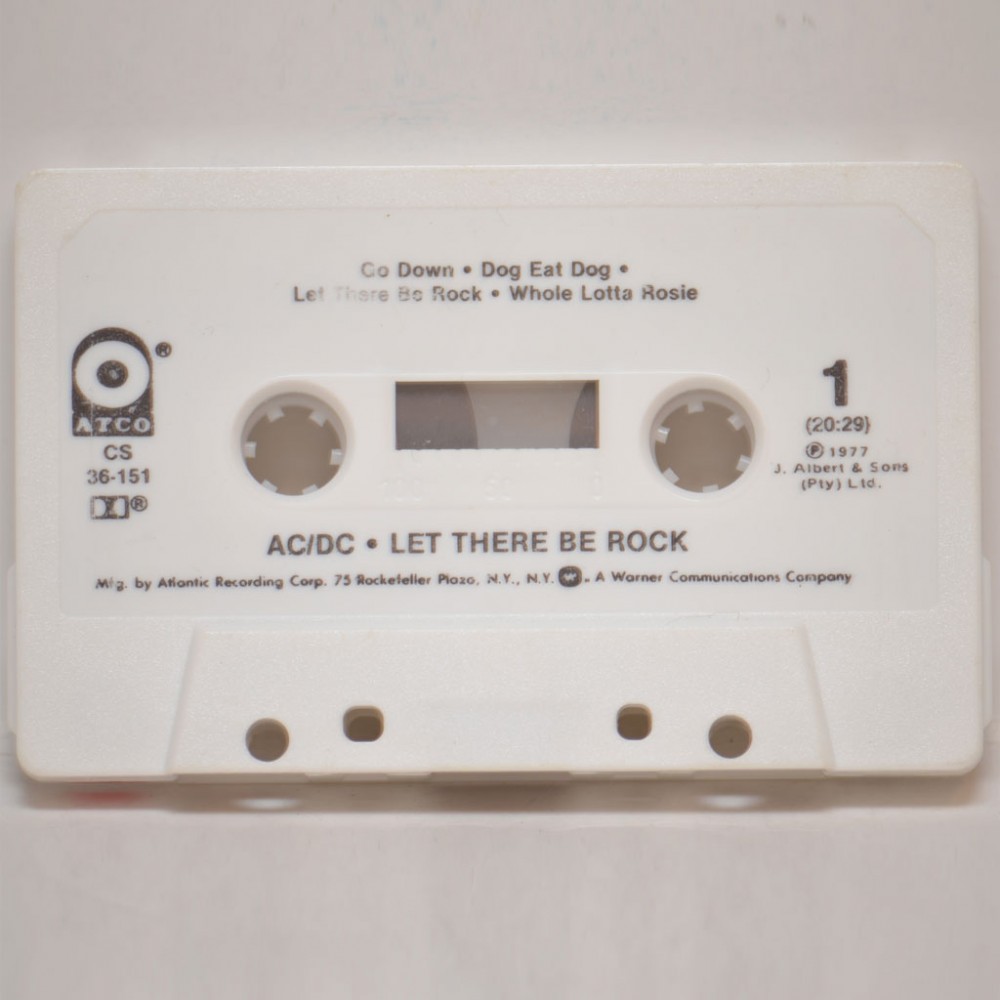 Go Down • Dog Eat Dog •
Let There Be Rock • Whole Lotta Rosie
®
ATCO
CS
36-151
®
1
(20:29)
℗ 1977
J. Albert & Sons
(Pty) Ltd.
AC/DC • LET THERE BE ROCK
Mfg. by Atlantic Recording Corp. 75 Rockefeller Plaza, N.Y., N.Y. W. A Warner Communications Company